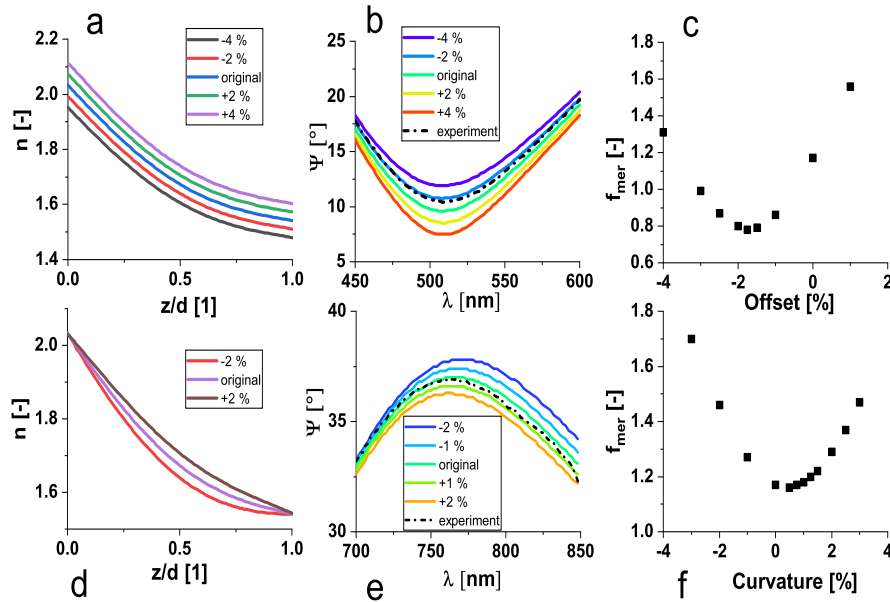 a
n [-]
2.2
2.0
1.8
1.6
1.4
-4 %
-2 %
original
+2 %
+4 %
0.0
0.5
1.0
z/d [1]
b
Ψ [°]
25
20
15
10
5
-4 %
-2 %
original
+2 %
+4 %
experiment
450
500
550
600
λ [nm]
c
fmer [-]
1.8
1.6
1.4
1.2
1.0
0.8
0.6
-4
-2
0
2
Offset [%]
d
n [-]
2.0
1.8
1.6
-2 %
original
+2 %
0.0
0.5
1.0
z/d [1]
e
Ψ [°]
40
35
30
-2 %
-1 %
original
+1 %
+2 %
experiment
700
750
800
850
λ [nm]
f
fmer [-]
1.8
1.6
1.4
1.2
1.0
-4
-2
0
2
4
Curvature [%]